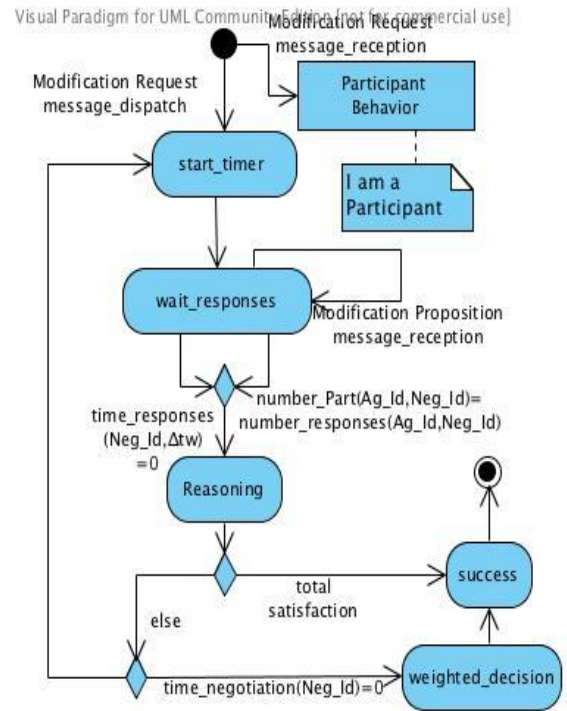 Visual Paradigm for UML Community Edition [not for commercial use]
Modification Request
message_reception
Modification Request
message_dispatch
Participant
Behavior
start_timer
I am a
Participant
wait_responses
Modification Proposition
message_reception
number_Part(Ag_Id,Neg_Id)=
number_responses(Ag_Id,Neg_Id)
time_responses
(Neg_Id,Δtw)
=0
Reasoning
success
total
satisfaction
else
time_negotiation(Neg_Id)=0
weighted_decision